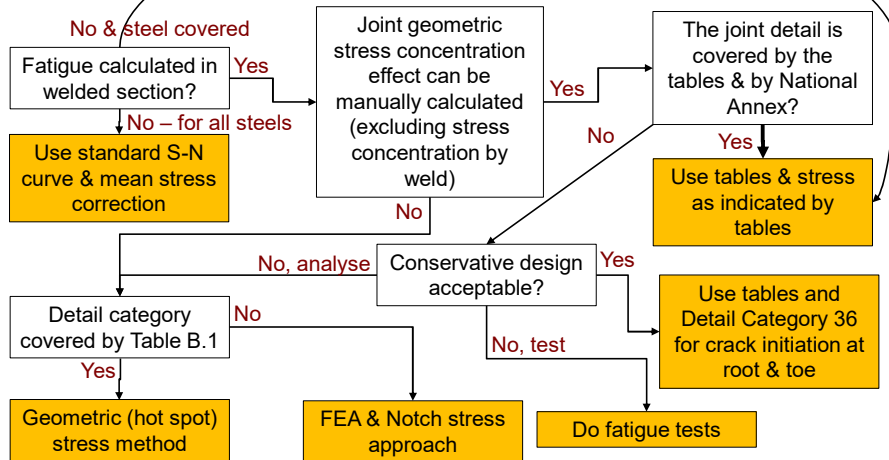 No & steel covered
Fatigue calculated in
welded section?
Yes
No – for all steels
Use standard S-N
curve & mean stress
correction
Joint geometric
stress concentration
effect can be
manually calculated
(excluding stress
concentration by
weld)
Yes
No
The joint detail is
covered by the
tables & by National
Annex?
No
Yes
Use tables & stress
as indicated by
tables
No, analyse
Conservative design
acceptable?
Yes
Use tables and
Detail Category 36
for crack initiation at
root & toe
Detail category
covered by Table B.1
No
No, test
Yes
Geometric (hot spot)
stress method
FEA & Notch stress
approach
Do fatigue tests